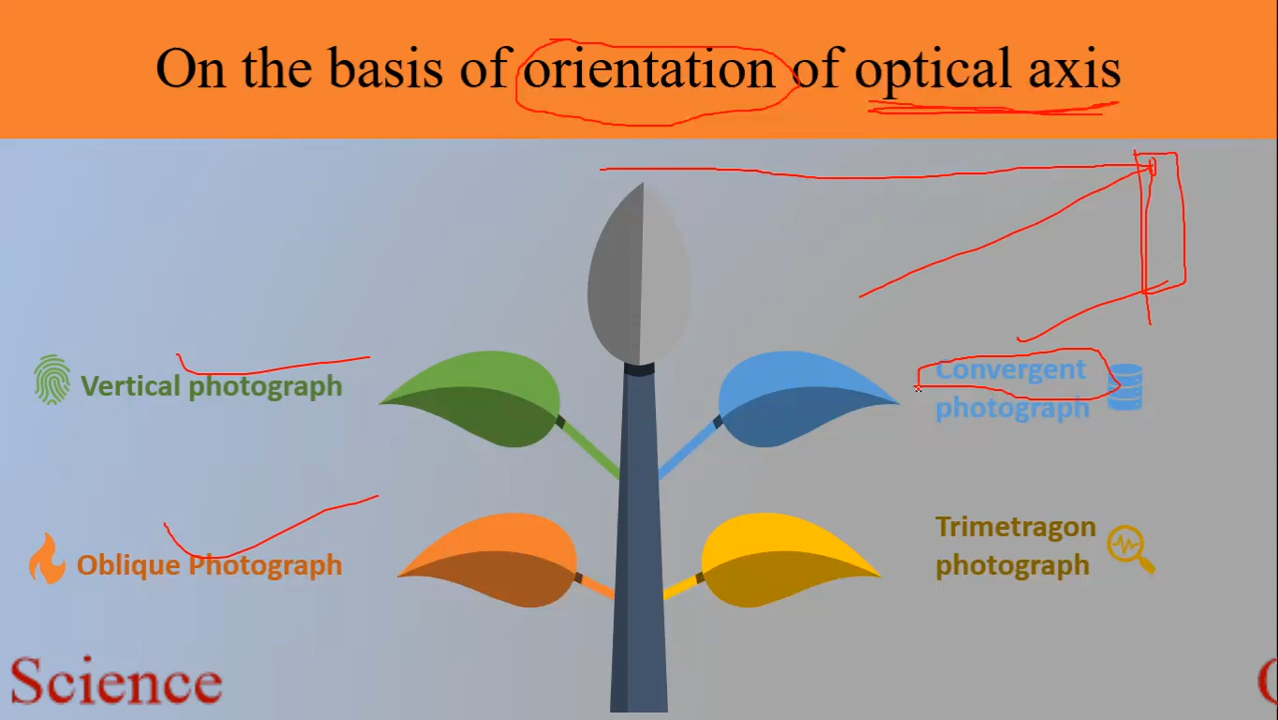 On the basis of orientation of optical axis
Vertical photograph
Convergent
photograph
Oblique Photograph
Trimetragon
photograph
Science